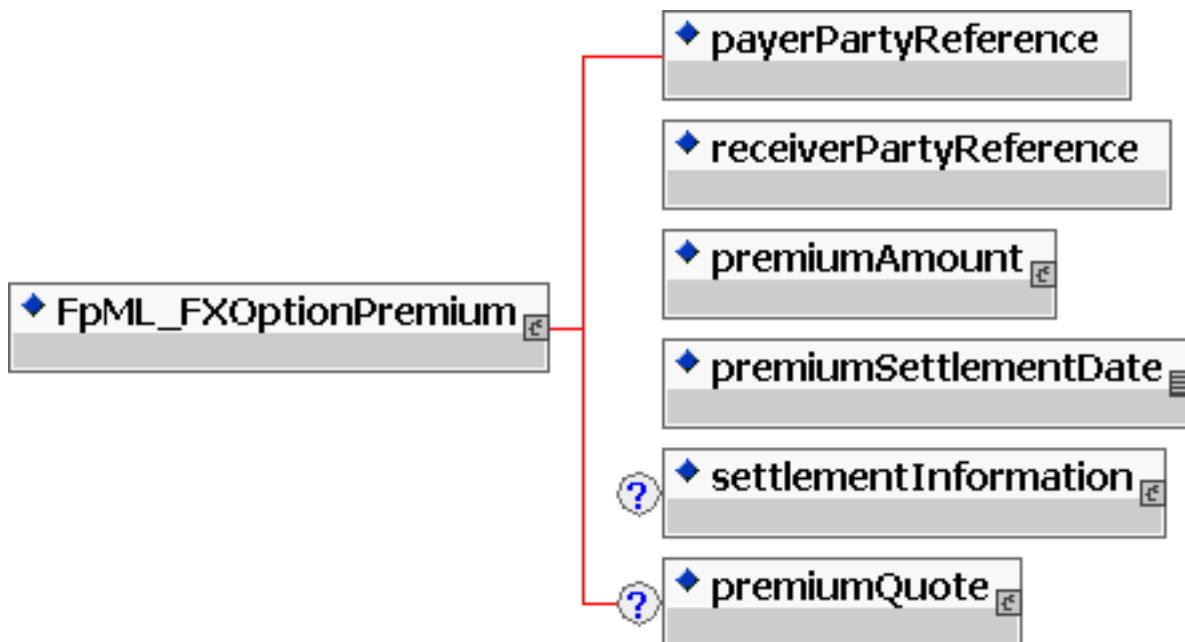 payerPartyReference
receiverPartyReference
premiumAmount
FpML_FXOptionPremium
premiumSettlementDate
? settlementInformation
? premiumQuote